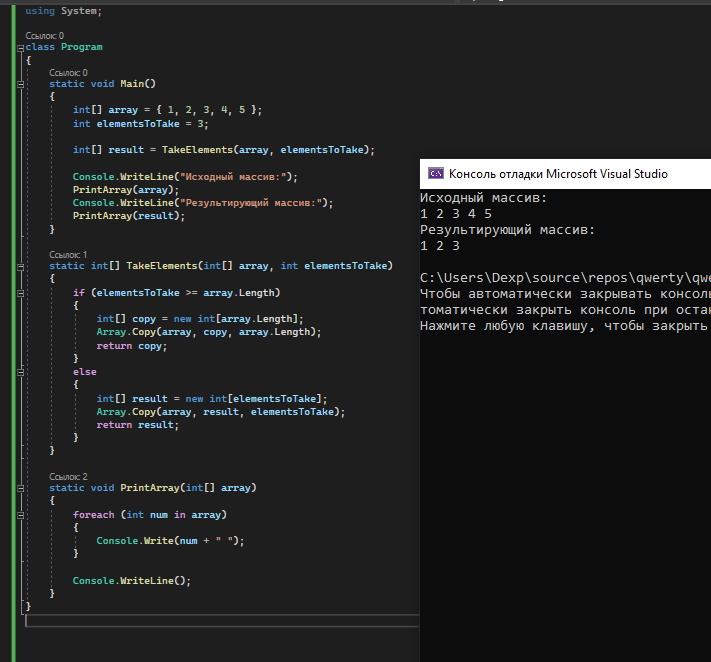 using System;
Ссылок: 0
class Program
{
Ссылок: 0
static void Main()
{
int[] array = { 1, 2, 3, 4, 5 };
int elementsToTake = 3;
int[] result = TakeElements(array, elementsToTake);
Console.WriteLine("Исходный массив:");
PrintArray(array);
Console.WriteLine("Результирующий массив:");
PrintArray(result);
}
Ссылок: 1
static int[] TakeElements(int[] array, int elementsToTake)
{
if (elementsToTake >= array.Length)
{
int[] copy = new int[array.Length];
Array.Copy(array, copy, array.Length);
return copy;
}
else
{
int[] result = new int[elementsToTake];
Array.Copy(array, result, elementsToTake);
return result;
}
}
Ссылок: 2
static void PrintArray(int[] array)
{
foreach (int num in array)
{
Console.Write(num + " ");
}
Console.WriteLine();
}
}
C:\ Консоль отладки Microsoft Visual Studio
Исходный массив:
1 2 3 4 5
Результирующий массив:
1 2 3
C:\Users\Dexp\source\repos\qwerty\qwe
Чтобы автоматически закрывать консоль
томатически закрыть консоль при остан
Нажмите любую клавишу, чтобы закрыть